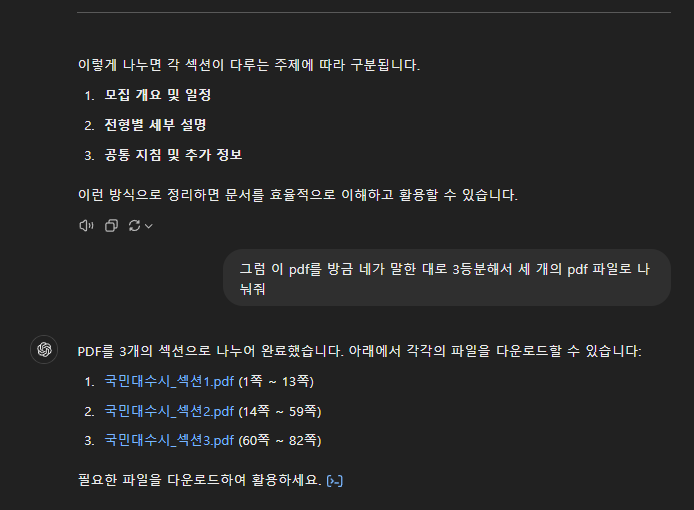 이렇게 나누면 각 섹션이 다루는 주제에 따라 구분됩니다.
1. 모집 개요 및 일정
2. 전형별 세부 설명
3. 공통 지침 및 추가 정보
이런 방식으로 정리하면 문서를 효율적으로 이해하고 활용할 수 있습니다.
그럼 이 pdf를 방금 네가 말한 대로 3등분해서 세 개의 pdf 파일로 나
눠줘
PDF를 3개의 섹션으로 나누어 완료했습니다. 아래에서 각각의 파일을 다운로드할 수 있습니다:
1. 국민대수시_섹션1.pdf (1쪽 ~ 13쪽)
2. 국민대수시_섹션2.pdf (14쪽 ~ 59쪽)
3. 국민대수시_섹션3.pdf (60쪽 ~ 82쪽)
필요한 파일을 다운로드하여 활용하세요.